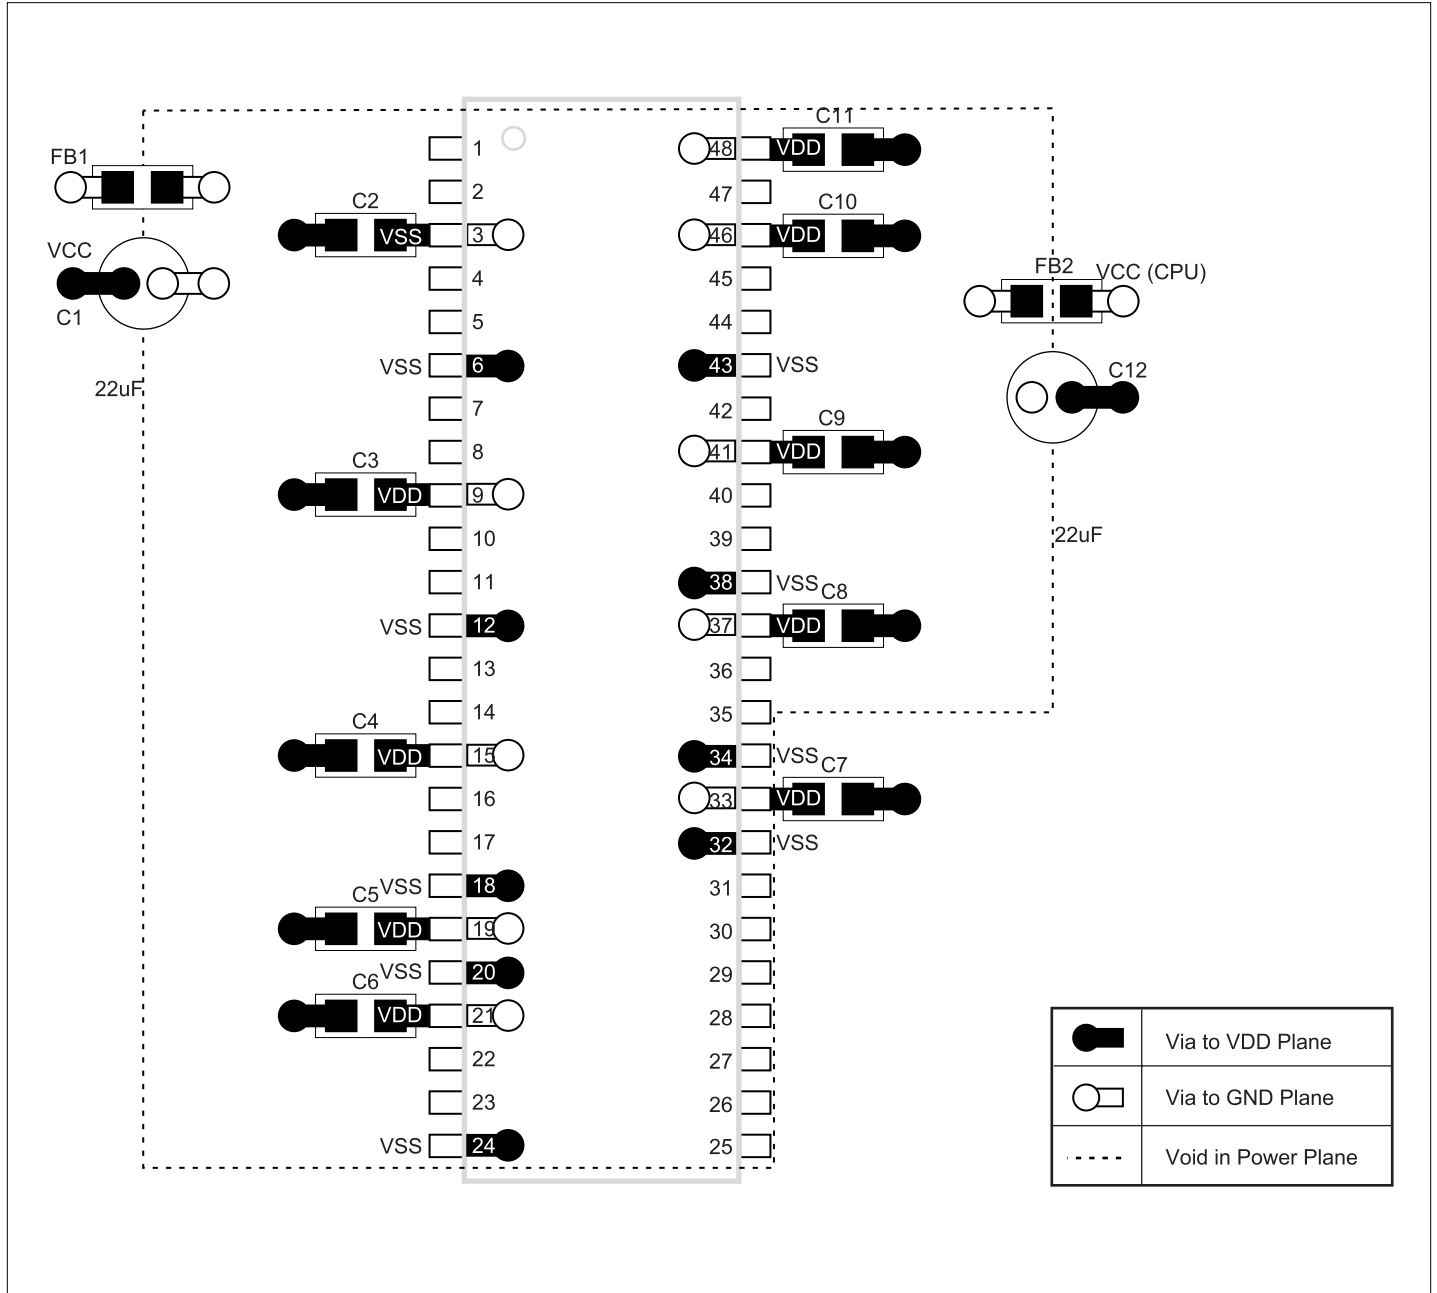 C11
1
48
VDD
FB1
2
47
C2
C10
VSS
3
46
VDD
VCC
4
45
FB2
VCC (CPU)
C1
5
44
VSS
6
43
VSS
C12
22uF
7
42
C9
8
41
VDD
C3
VDD
9
40
10
39
22uF
11
38
VSS
C8
VSS
12
37
VDD
13
36
14
35
C4
VDD
15
34
VSS
C7
16
33
VDD
17
32
VSS
C5
VSS
18
31
VDD
19
30
C6
VSS
20
29
VDD
21
28
22
27
23
26
VSS
24
25
Via to VDD Plane
Via to GND Plane
Void in Power Plane